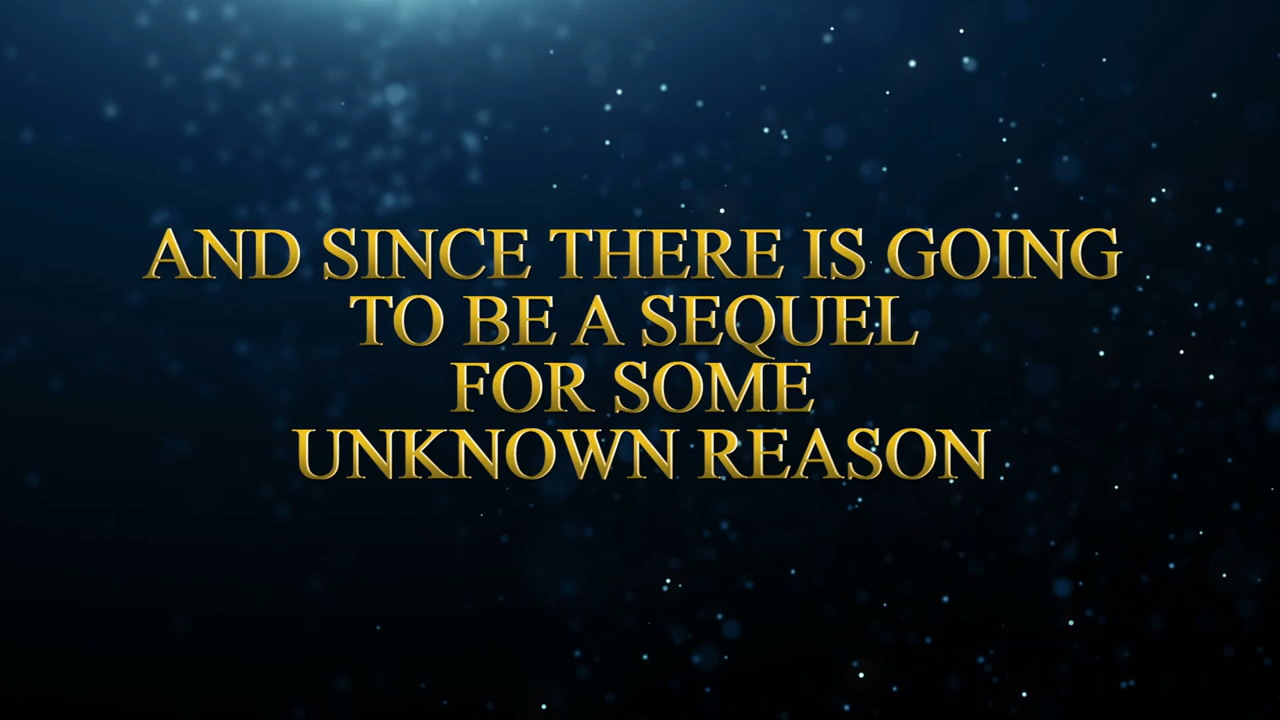 AND SINCE THERE IS GOING
TO BE A SEQUEL
FOR SOME
UNKNOWN REASON